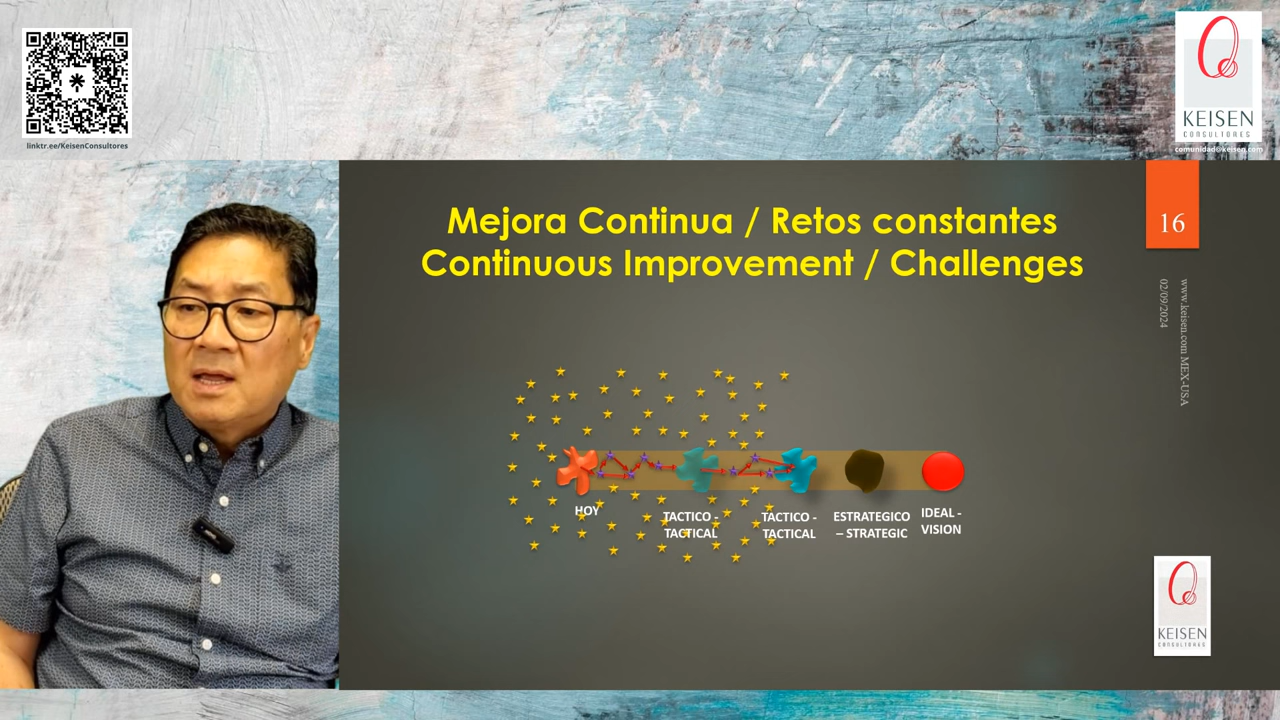 linktr.ee/KeisenConsultores
KEISEN
CONSULTORES
comunidad@keisen.com
Mejora Continua / Retos constantes
Continuous Improvement / Challenges
16
www.keisen.com MEX-USA
02/09/2024
HOY
TACTICO -
TACTICAL
TACTICO -
TACTICAL
ESTRATEGICO
– STRATEGIC
IDEAL -
VISION
KEISEN
CONSULTORES